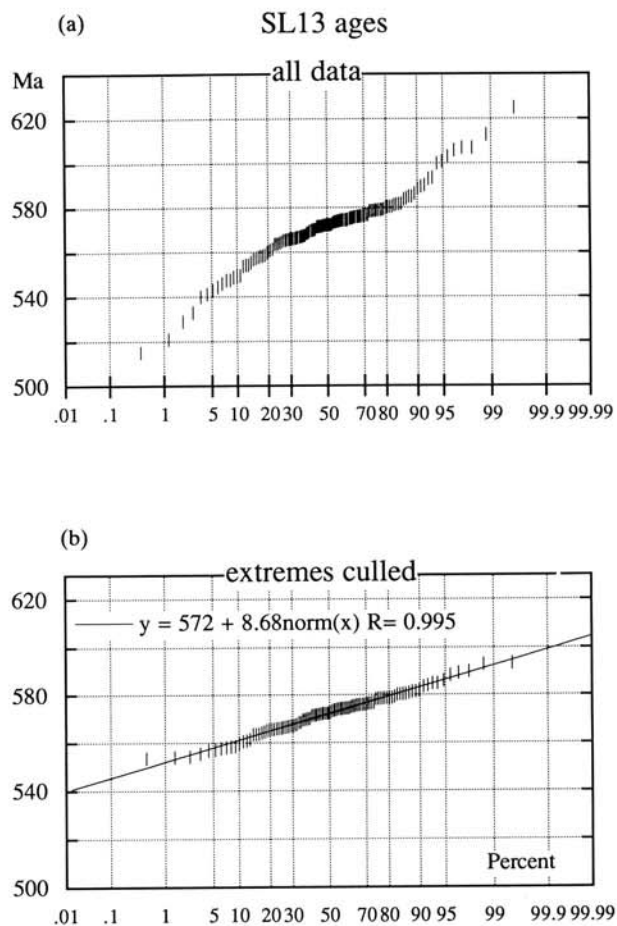 (a) SL13 ages
Ma all data
620
580
540
500
.01 .1 1 5 10 20 30 50 70 80 90 95 99 99.9 99.99
(b)
extremes culled
620
y = 572 + 8.68norm(x) R= 0.995
580
540
Percent
500
.01 .1 1 5 10 20 30 50 70 80 90 95 99 99.9 99.99